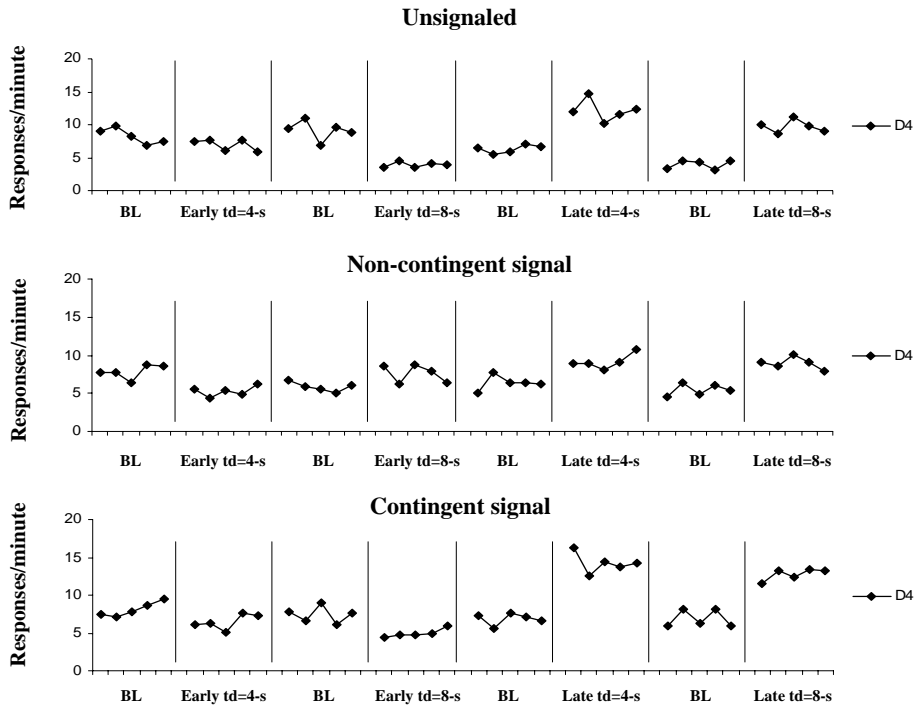 Unsignaled
Responses/minute
20
15
10
5
0
BL Early td=4-s BL Early td=8-s BL Late td=4-s BL Late td=8-s
D4
Non-contingent signal
Responses/minute
20
15
10
5
0
BL Early td=4-s BL Early td=8-s BL Late td=4-s BL Late td=8-s
D4
Contingent signal
Responses/minute
20
15
10
5
0
BL Early td=4-s BL Early td=8-s BL Late td=4-s BL Late td=8-s
D4